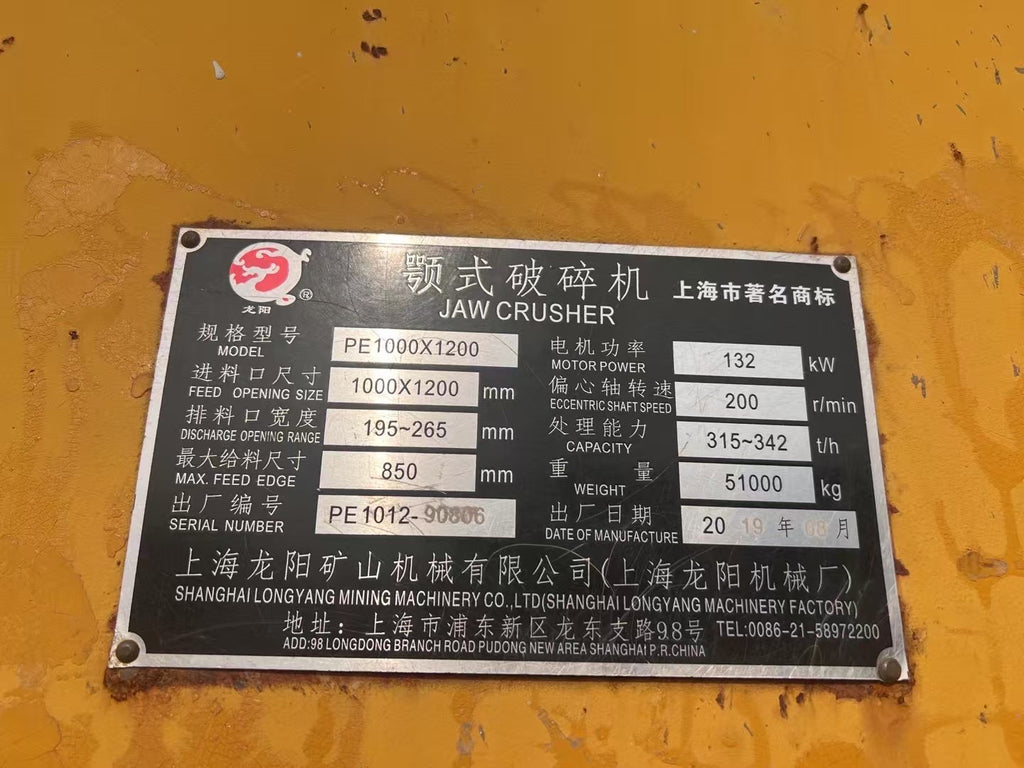 颚式破碎机
JAW CRUSHER
上海市著名商标
龙阳 ®
规格型号 PE1000X1200
MODEL
进料口尺寸 1000X1200 mm
FEED OPENING SIZE
排料口宽度 195~265 mm
DISCHARGE OPENING RANGE
最大给料尺寸 850 mm
MAX. FEED EDGE
出厂编号 PE1012-90806
SERIAL NUMBER
电机功率 132 kW
MOTOR POWER
偏心轴转速 200 r/min
ECCENTRIC SHAFT SPEED
处理能力 315~342 t/h
CAPACITY
重量 51000 kg
WEIGHT
出厂日期 2019年08月
DATE OF MANUFACTURE
上海龙阳矿山机械有限公司(上海龙阳机械厂)
SHANGHAI LONGYANG MINING MACHINERY CO.,LTD(SHANGHAI LONGYANG MACHINERY FACTORY)
地址：上海市浦东新区龙东支路98号 TEL:0086-21-58972200
ADD:98 LONGDONG BRANCH ROAD PUDONG NEW AREA SHANGHAI P.R.CHINA